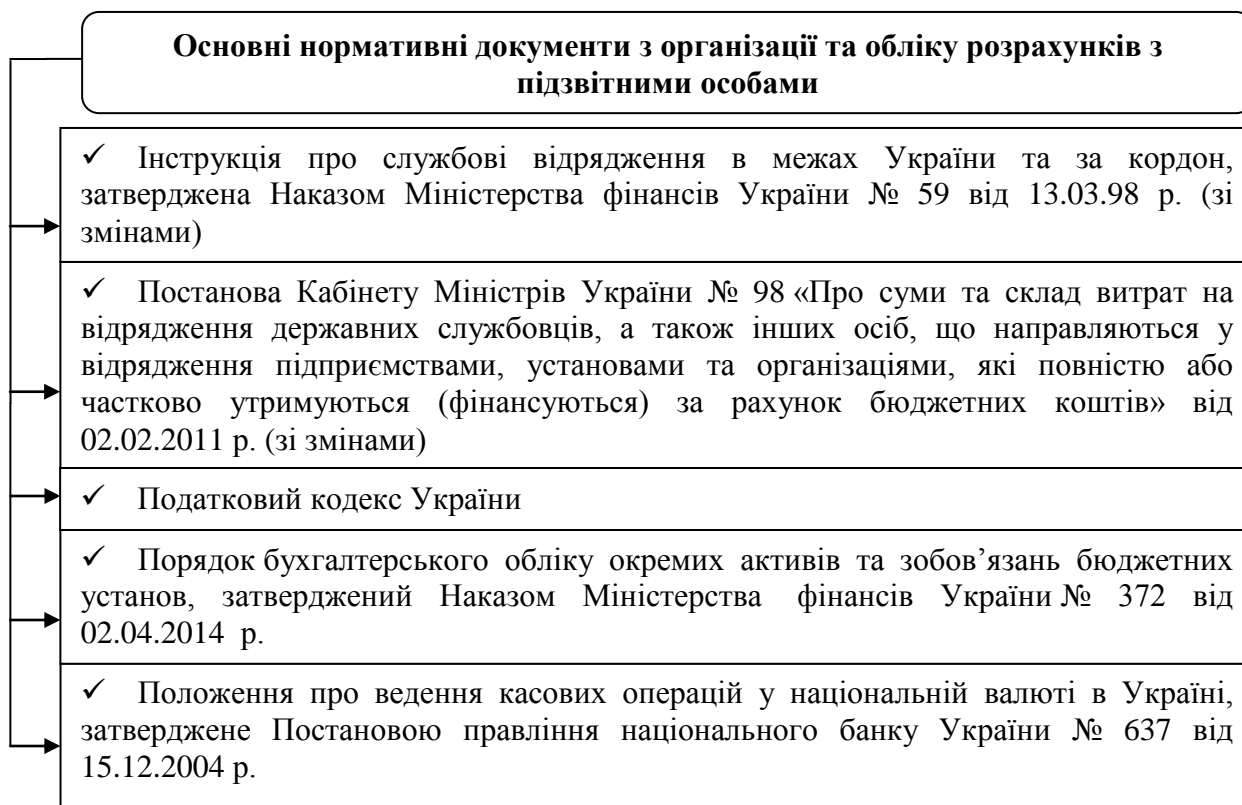 Основні нормативні документи з організації та обліку розрахунків з
підзвітними особами
✓ Інструкція про службові відрядження в межах України та за кордон,
затверджена Наказом Міністерства фінансів України № 59 від 13.03.98 р. (зі
змінами)
✓ Постанова Кабінету Міністрів України № 98 «Про суми та склад витрат на
відрядження державних службовців, а також інших осіб, що направляються у
відрядження підприємствами, установами та організаціями, які повністю або
частково утримуються (фінансуються) за рахунок бюджетних коштів» від
02.02.2011 р. (зі змінами)
✓ Податковий кодекс України
✓ Порядок бухгалтерського обліку окремих активів та зобов’язань бюджетних
установ, затверджений Наказом Міністерства фінансів України № 372 від
02.04.2014 р.
✓ Положення про ведення касових операцій у національній валюті в Україні,
затверджене Постановою правління національного банку України № 637 від
15.12.2004 р.